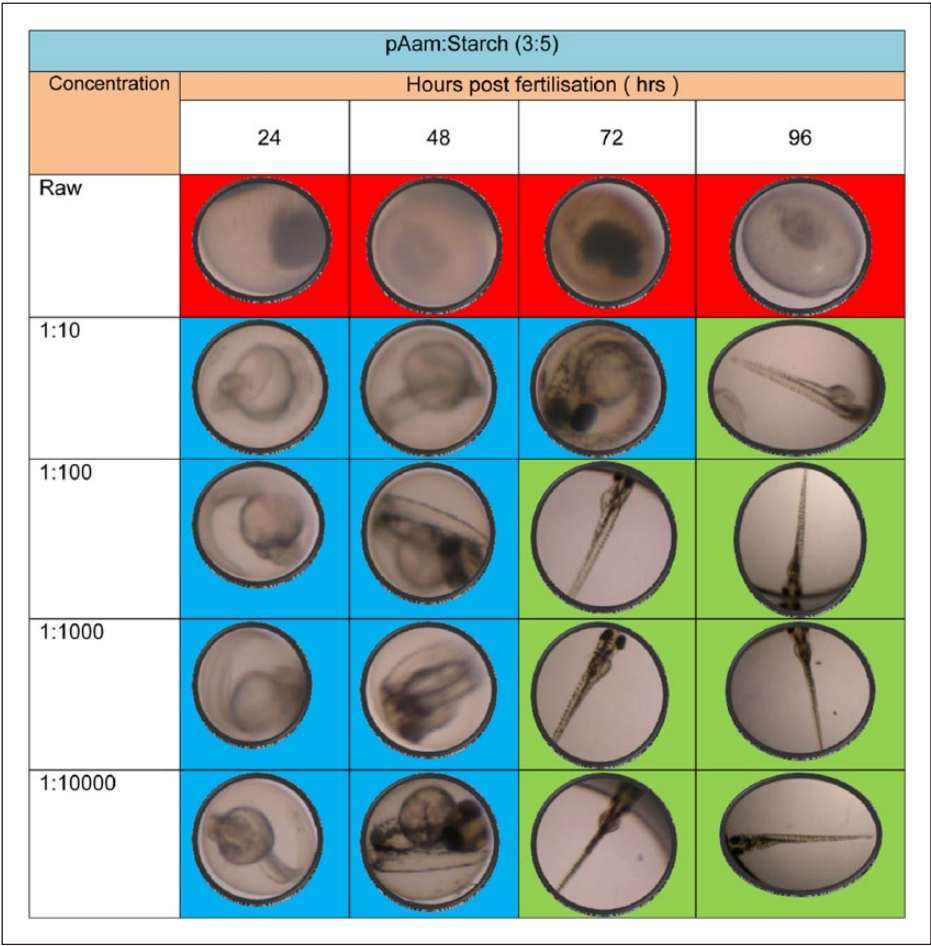 pAam:Starch (3:5)
Concentration
Hours post fertilisation ( hrs )
24 48 72 96
Raw
1:10
1:100
1:1000
1:10000